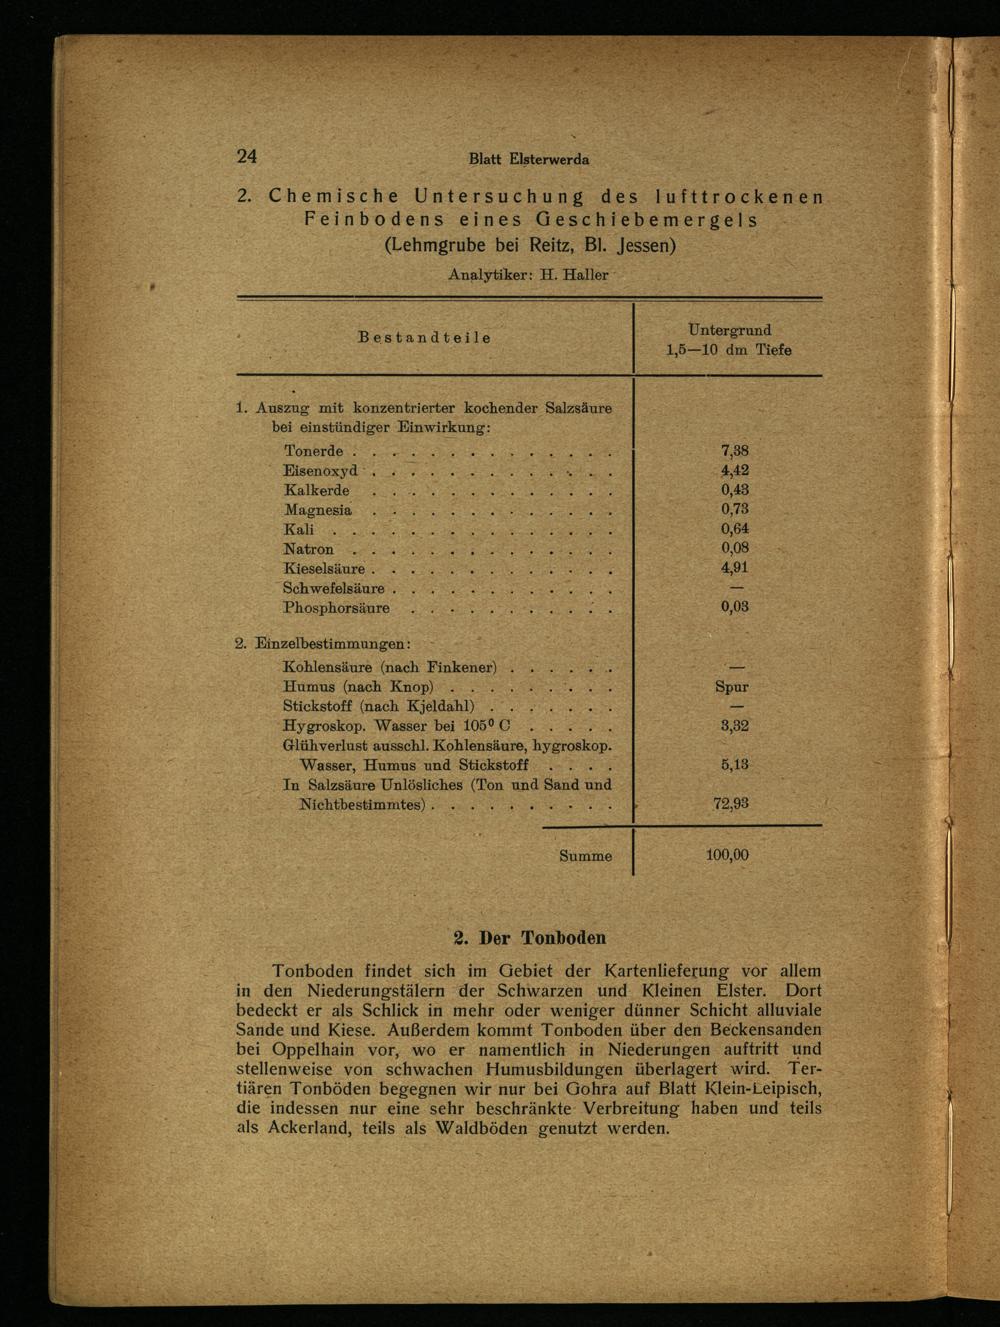 24
Blatt Elsterwerda
2. Chemische Untersuchung des lufttrockenen
Feinbodens eines Geschiebemergels
(Lehmgrube bei Reitz, Bl. Jessen)
Analytiker: H. Haller
Bestandteile
Untergrund
1,5—10 dm Tiefe
1. Auszug mit konzentrierter kochender Salzsäure
bei einstündiger Einwirkung:
Tonerde . . . . . . . . . . . . . . 7,38
Eisenoxyd . . . . . . . . . . . . . 4,42
Kalkerde . . . . . . . . . . . . . 0,43
Magnesia . . . . . . . . . . . . . 0,73
Kali . . . . . . . . . . . . . . . 0,64
Natron . . . . . . . . . . . . . . 0,08
Kieselsäure . . . . . . . . . . . . . 4,91
Schwefelsäure . . . . . . . . . . . . —
Phosphorsäure . . . . . . . . . . . 0,03
2. Einzelbestimmungen:
Kohlensäure (nach Finkener) . . . . . . —
Humus (nach Knop) . . . . . . . . . Spur
Stickstoff (nach Kjeldahl) . . . . . . . —
Hygroskop. Wasser bei 105⁰ C . . . . . 3,32
Glühverlust ausschl. Kohlensäure, hygroskop.
Wasser, Humus und Stickstoff . . . . 5,13
In Salzsäure Unlösliches (Ton und Sand und
Nichtbestimmtes) . . . . . . . . . . 72,93
Summe 100,00
2. Der Tonboden
Tonboden findet sich im Gebiet der Kartenlieferung vor allem
in den Niederungstälern der Schwarzen und Kleinen Elster. Dort
bedeckt er als Schlick in mehr oder weniger dünner Schicht alluviale
Sande und Kiese. Außerdem kommt Tonboden über den Beckensanden
bei Oppelhain vor, wo er namentlich in Niederungen auftritt und
stellenweise von schwachen Humusbildungen überlagert wird. Ter-
tiären Tonböden begegnen wir nur bei Gohra auf Blatt Klein-Leipisch,
die indessen nur eine sehr beschränkte Verbreitung haben und teils
als Ackerland, teils als Waldböden genutzt werden.